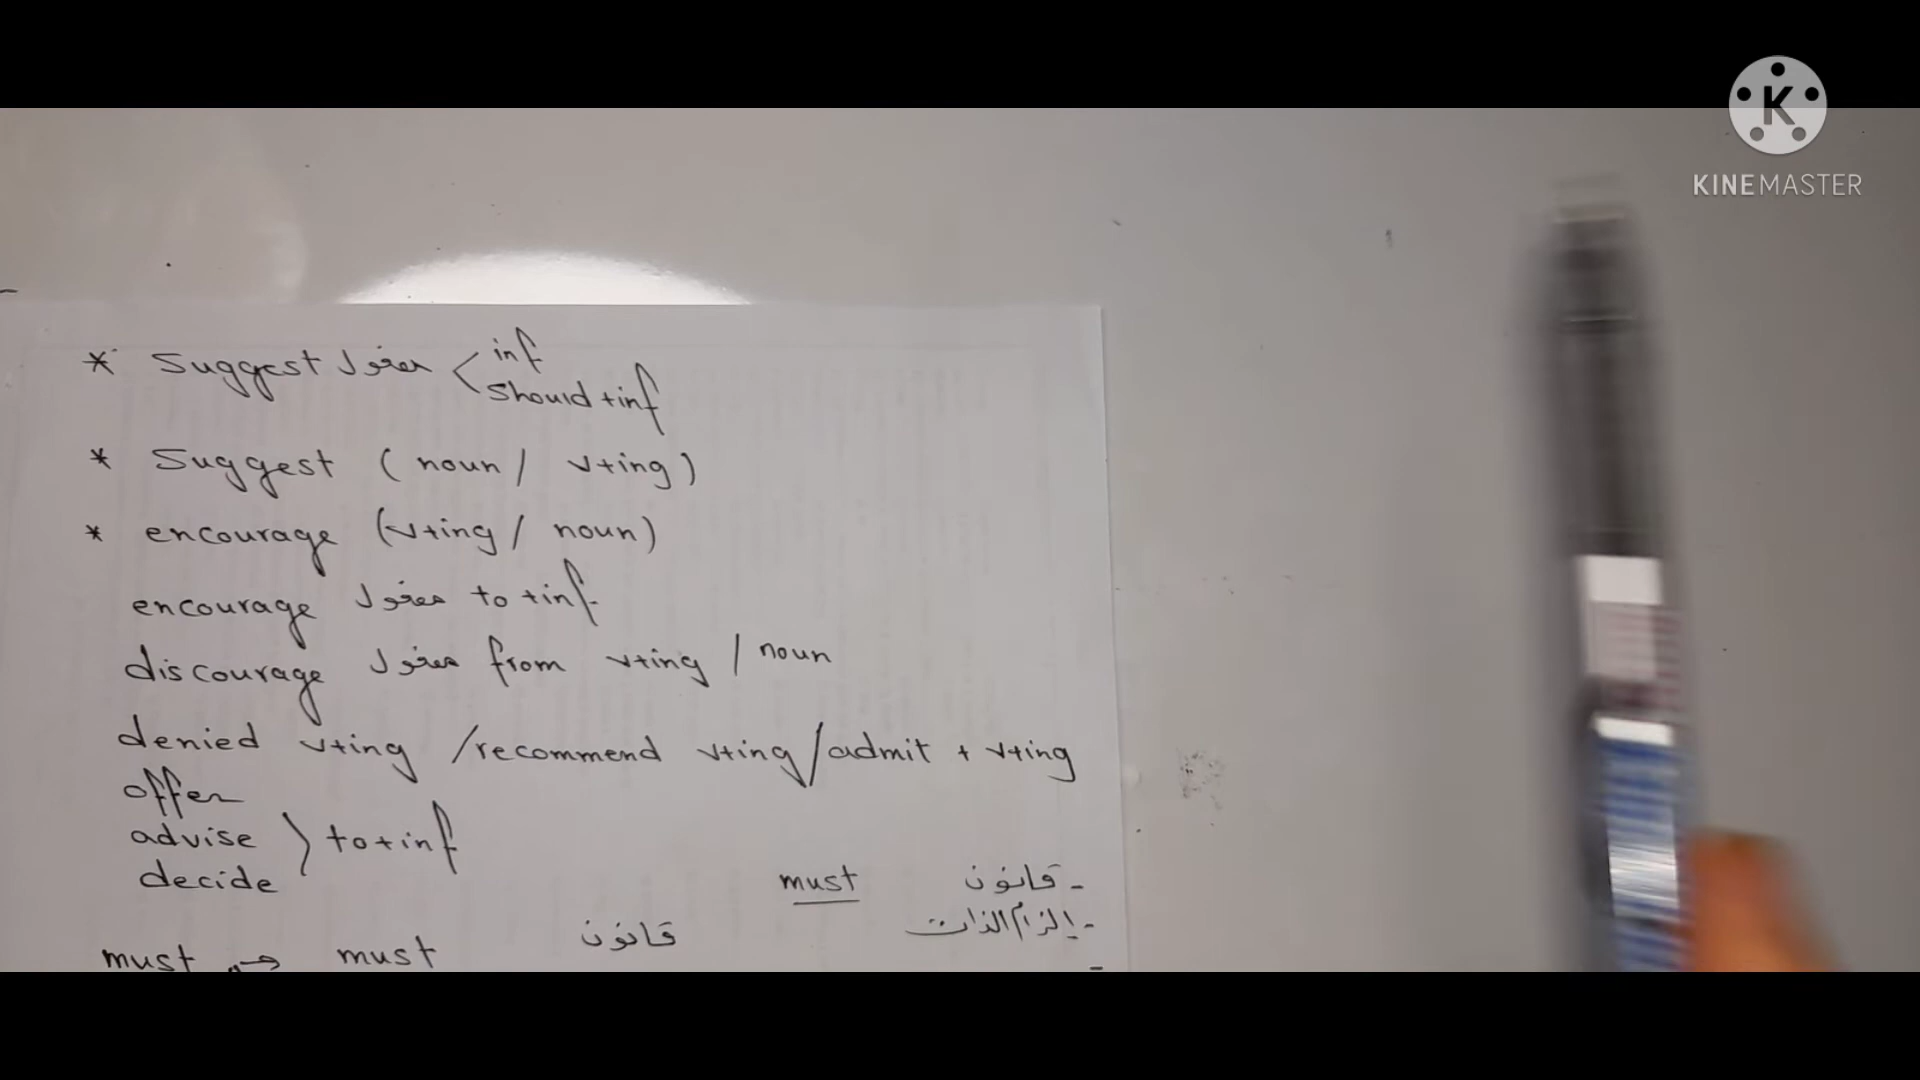 KINEMASTER
* Suggest مفعول < inf
should + inf
* Suggest ( noun / v+ing )
* encourage (v+ing / noun)
encourage مفعول to + inf
discourage مفعول from v+ing / noun
denied v+ing / recommend v+ing / admit + v+ing
offer
advise } to + inf
decide
must - قانون
- إلزام الذات
must → must قانون